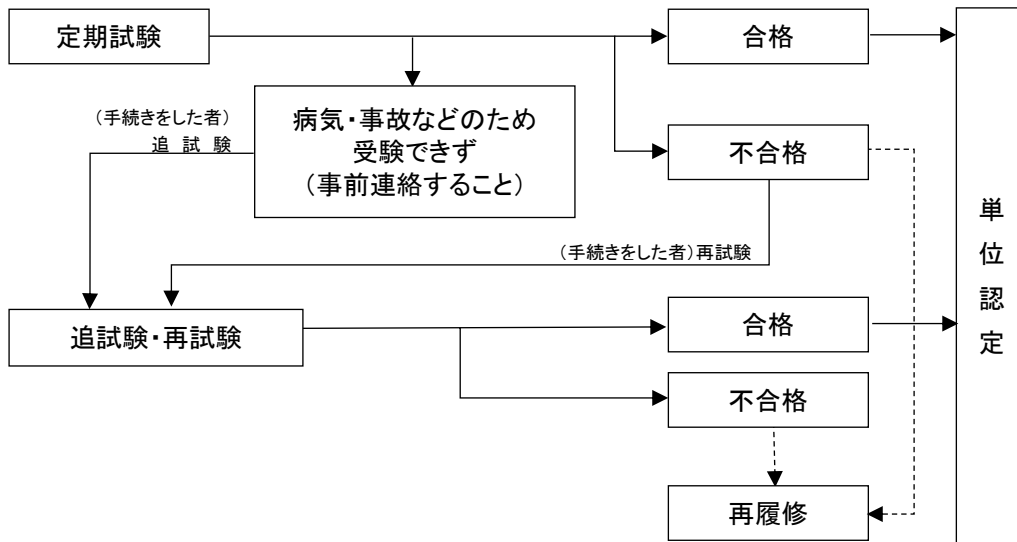 定期試験
合格
病気・事故などのため
受験できず
（事前連絡すること）
（手続きをした者）
追 試 験
不合格
（手続きをした者）再試験
追試験・再試験
合格
不合格
再履修
単
位
認
定